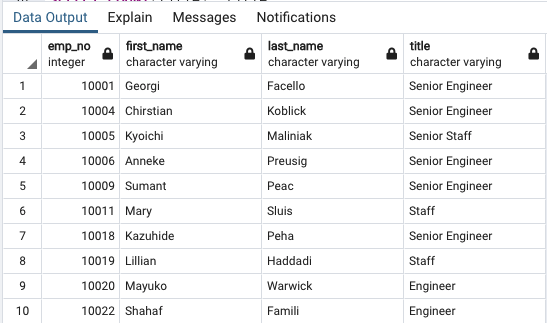 Data Output Explain Messages Notifications
emp_no first_name last_name title
integer character varying character varying character varying
1 10001 Georgi Facello Senior Engineer
2 10004 Chirstian Koblick Senior Engineer
3 10005 Kyoichi Maliniak Senior Staff
4 10006 Anneke Preusig Senior Engineer
5 10009 Sumant Peac Senior Engineer
6 10011 Mary Sluis Staff
7 10018 Kazuhide Peha Senior Engineer
8 10019 Lillian Haddadi Staff
9 10020 Mayuko Warwick Engineer
10 10022 Shahaf Famili Engineer